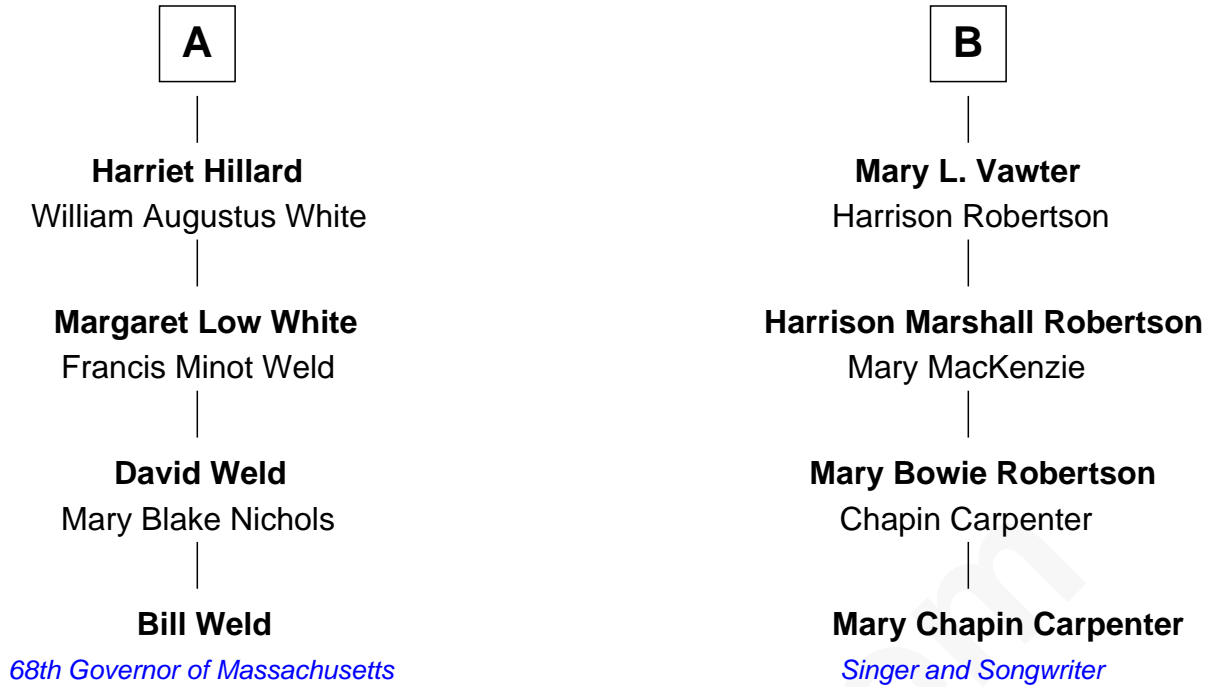 A
Harriet Hillard
William Augustus White
Margaret Low White
Francis Minot Weld
David Weld
Mary Blake Nichols
Bill Weld
68th Governor of Massachusetts
B
Mary L. Vawter
Harrison Robertson
Harrison Marshall Robertson
Mary MacKenzie
Mary Bowie Robertson
Chapin Carpenter
Mary Chapin Carpenter
Singer and Songwriter